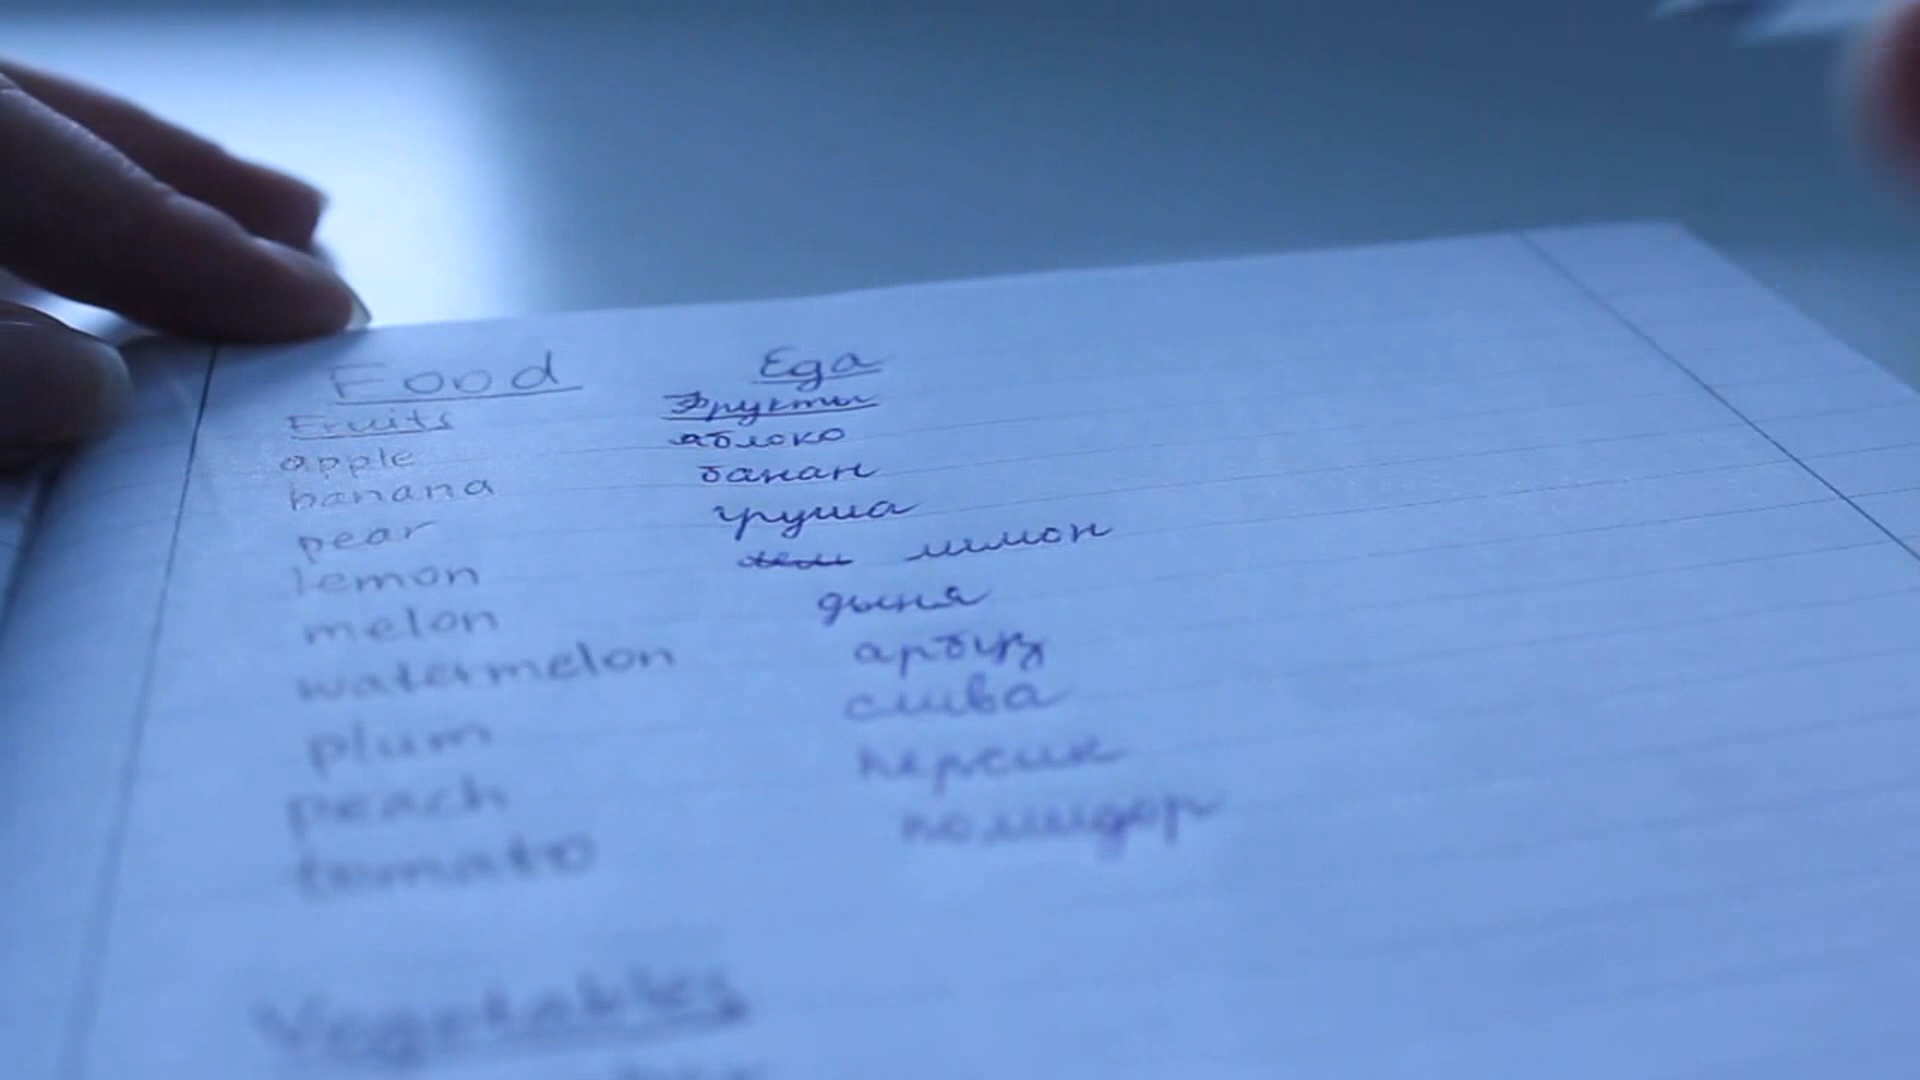 Food Еда
Fruits Фрукты
apple яблоко
banana банан
pear груша
lemon лимон
melon дыня
watermelon арбуз
plum слива
peach персик
tomato помидор
Vegetables